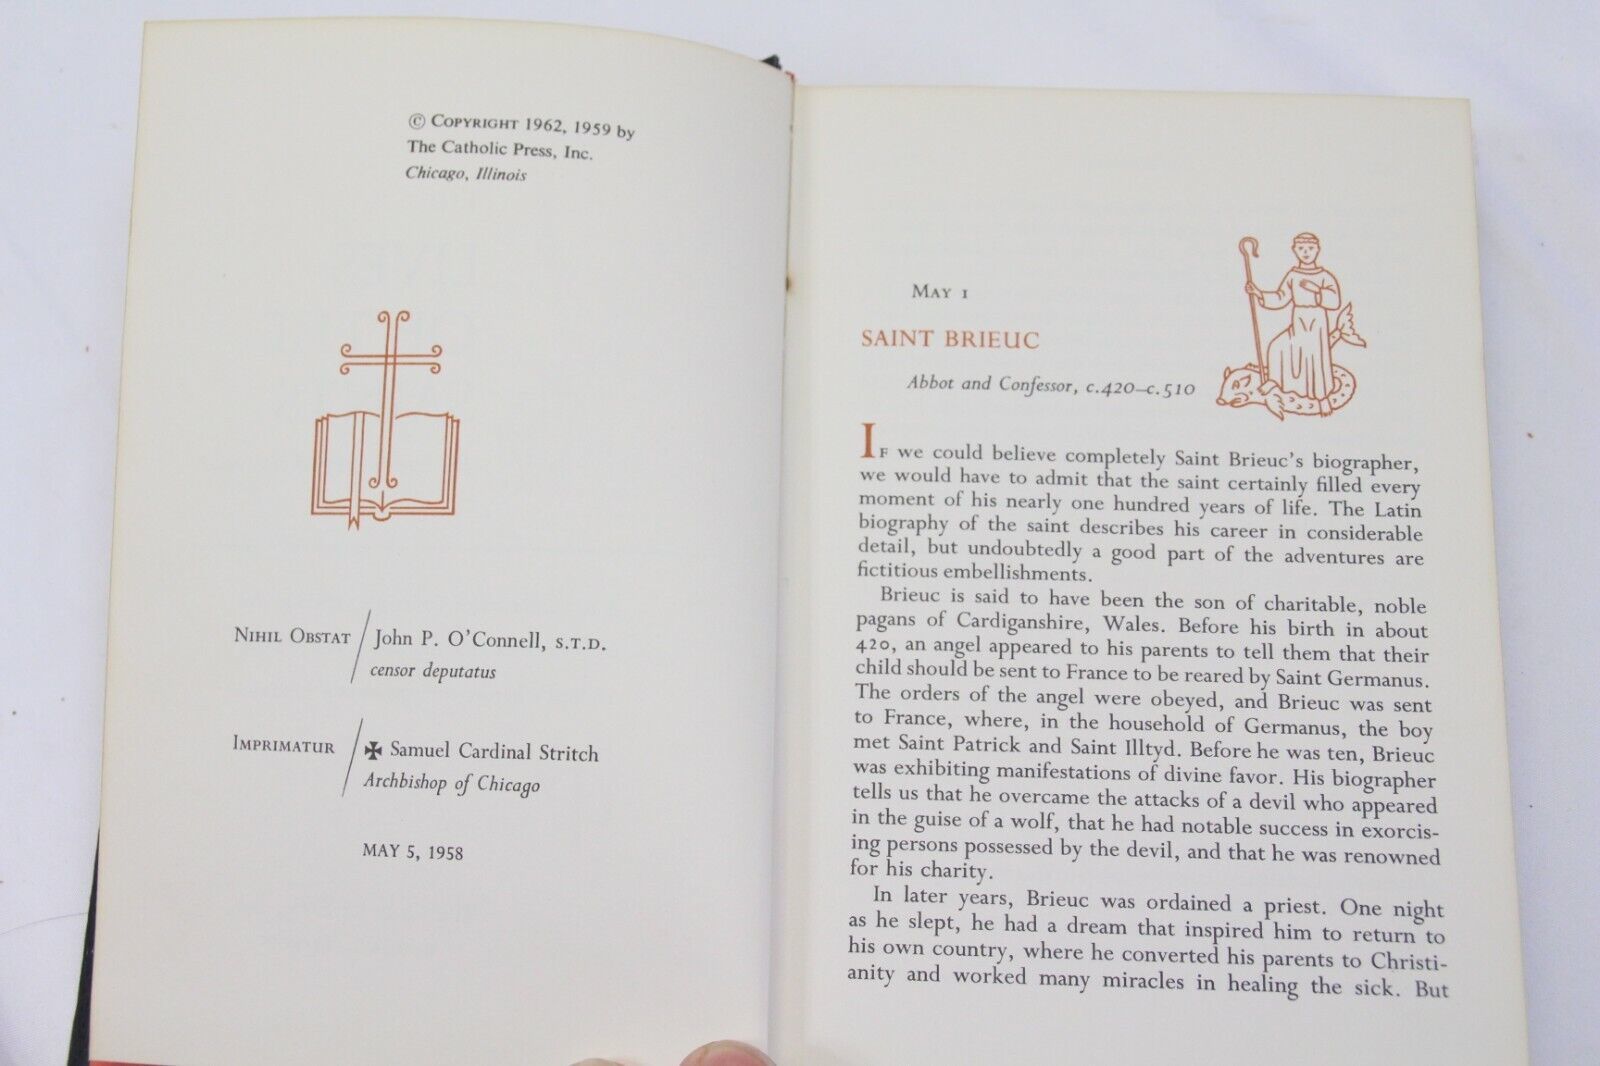 © Copyright 1962, 1959 by
The Catholic Press, Inc.
Chicago, Illinois
Nihil Obstat / John P. O'Connell, S.T.D.
censor deputatus
Imprimatur / ✠ Samuel Cardinal Stritch
Archbishop of Chicago
MAY 5, 1958
May 1
SAINT BRIEUC
Abbot and Confessor, c.420–c.510
If we could believe completely Saint Brieuc's biographer,
we would have to admit that the saint certainly filled every
moment of his nearly one hundred years of life. The Latin
biography of the saint describes his career in considerable
detail, but undoubtedly a good part of the adventures are
fictitious embellishments.
Brieuc is said to have been the son of charitable, noble
pagans of Cardiganshire, Wales. Before his birth in about
420, an angel appeared to his parents to tell them that their
child should be sent to France to be reared by Saint Germanus.
The orders of the angel were obeyed, and Brieuc was sent
to France, where, in the household of Germanus, the boy
met Saint Patrick and Saint Illtyd. Before he was ten, Brieuc
was exhibiting manifestations of divine favor. His biographer
tells us that he overcame the attacks of a devil who appeared
in the guise of a wolf, that he had notable success in exorcis-
ing persons possessed by the devil, and that he was renowned
for his charity.
In later years, Brieuc was ordained a priest. One night
as he slept, he had a dream that inspired him to return to
his own country, where he converted his parents to Christi-
anity and worked many miracles in healing the sick. But